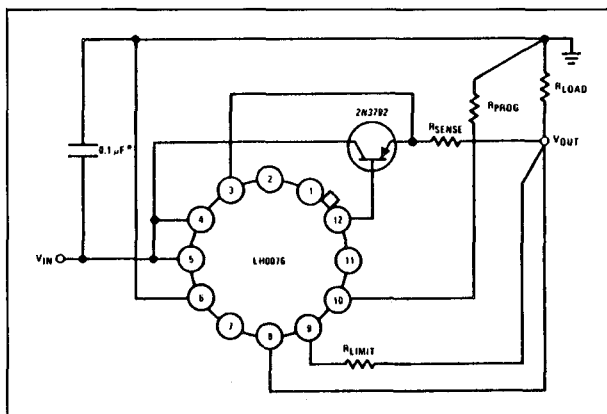 0.1 μF*
2N3792
RSENSE
RPROG
RLOAD
VOUT
VIN
LH0076
1
2
3
4
5
6
7
8
9
10
11
12
RLIMIT